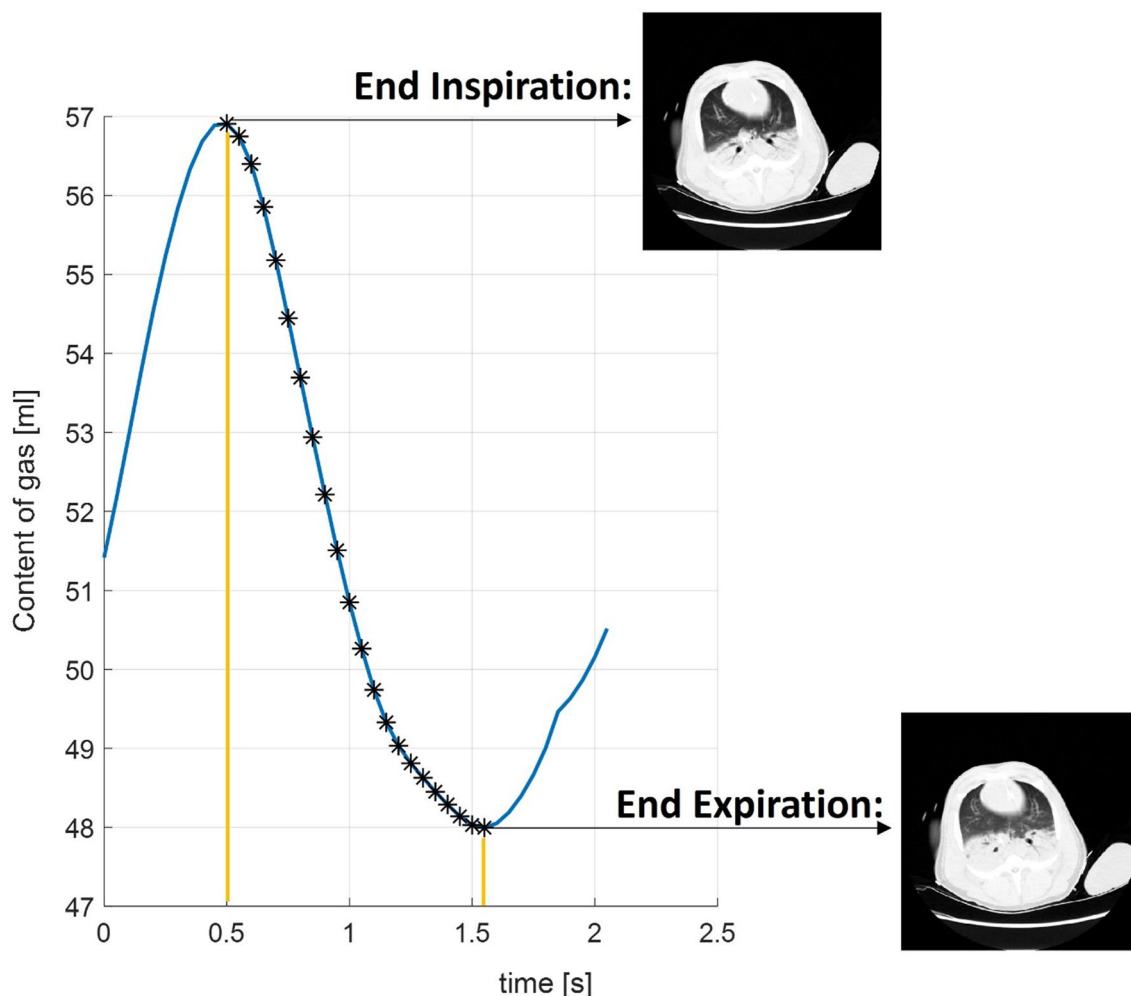 End Inspiration:
57
56
55
54
53
52
51
50
49
48
47
Content of gas [ml]
End Expiration:
0 0.5 1 1.5 2 2.5
time [s]